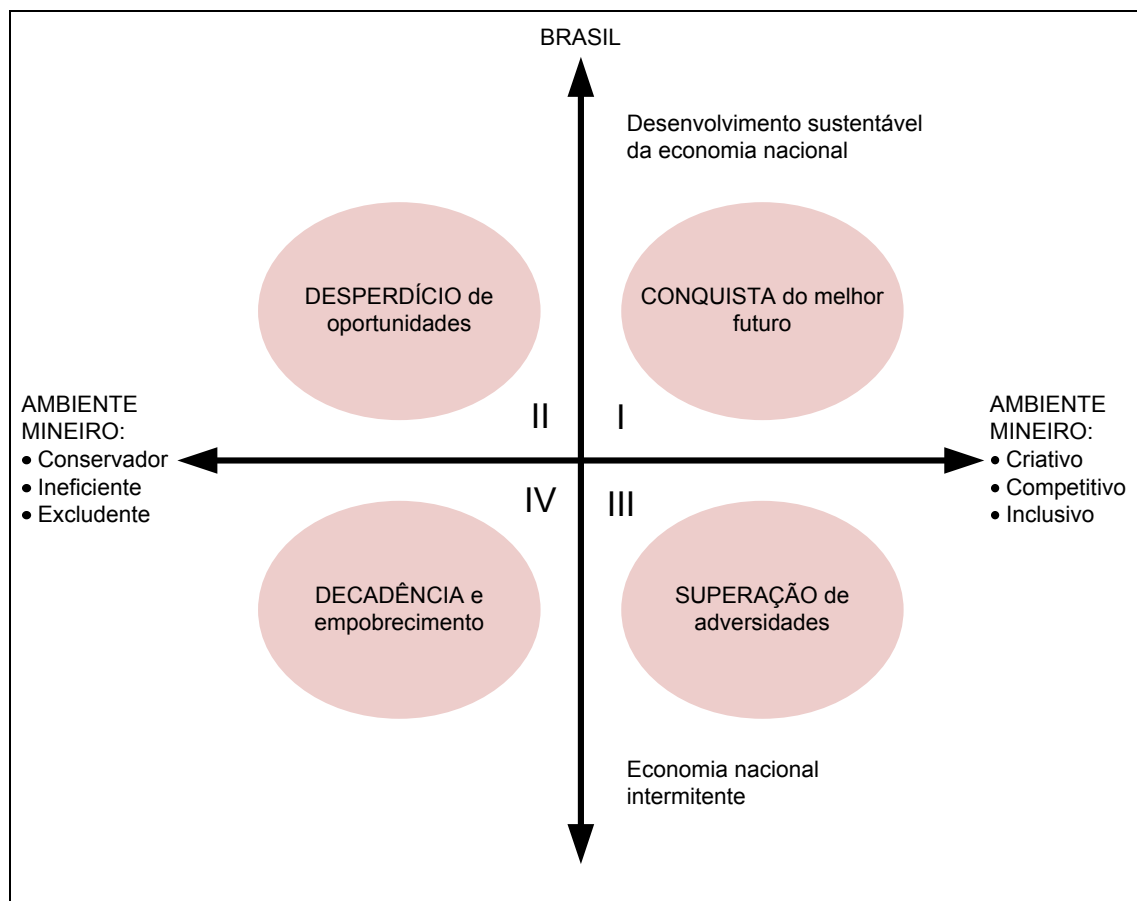 BRASIL
Desenvolvimento sustentável
da economia nacional
DESPERDÍCIO de
oportunidades
CONQUISTA do melhor
futuro
II
I
AMBIENTE
MINEIRO:
• Conservador
• Ineficiente
• Excludente
AMBIENTE
MINEIRO:
• Criativo
• Competitivo
• Inclusivo
IV
III
DECADÊNCIA e
empobrecimento
SUPERAÇÃO de
adversidades
Economia nacional
intermitente